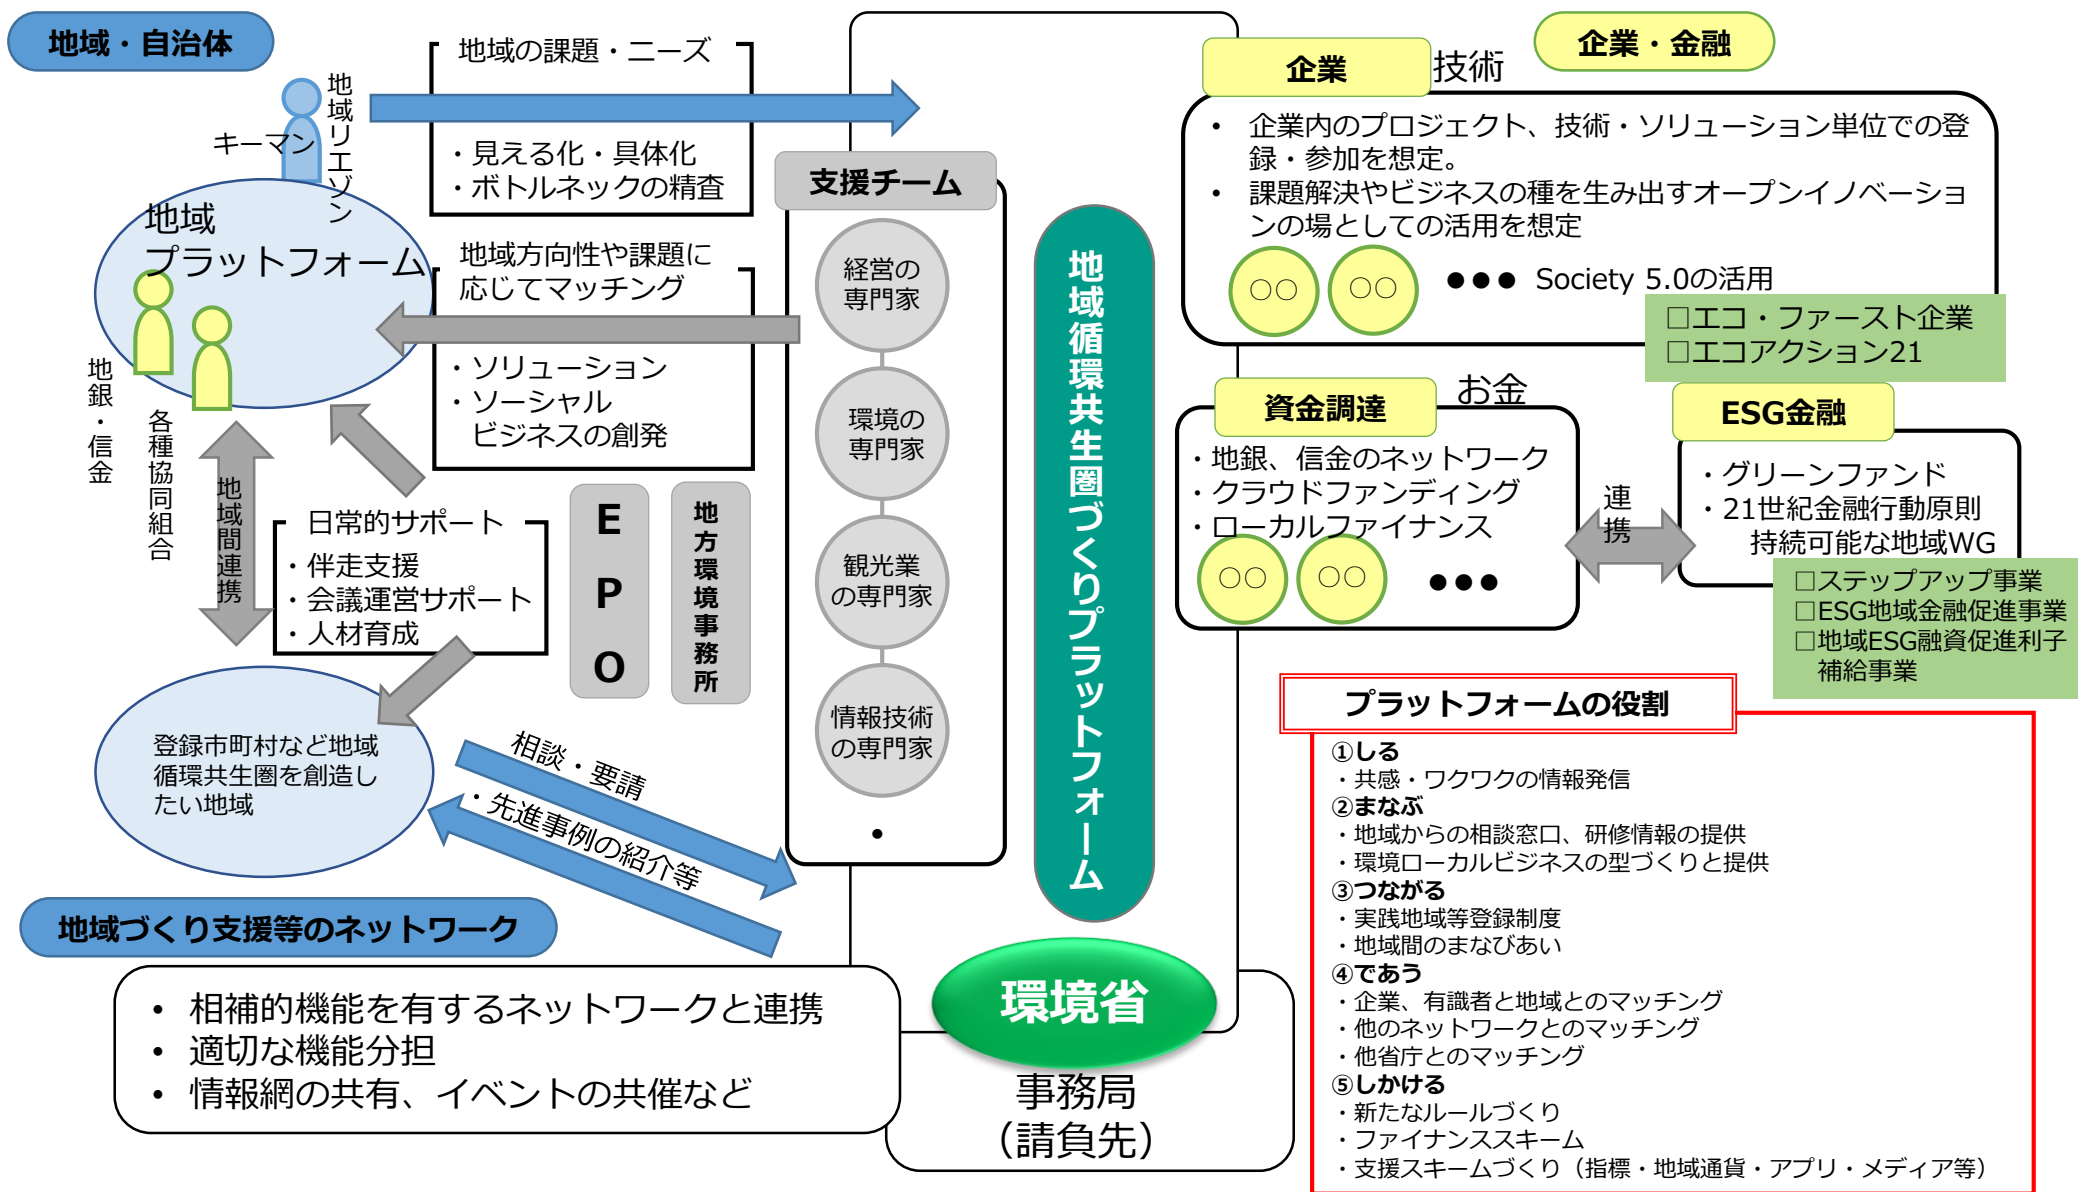 地域・自治体
地域の課題・ニーズ
・見える化・具体化
・ボトルネックの精査
キーマン
地域リエゾン
地域
プラットフォーム
地銀・信金
各種協同組合
地域方向性や課題に
応じてマッチング
・ソリューション
・ソーシャル
ビジネスの創発
地域間連携
日常的サポート
・伴走支援
・会議運営サポート
・人材育成
EPO
地方環境事務所
登録市町村など地域
循環共生圏を創造し
たい地域
相談・要請
・先進事例の紹介等
支援チーム
経営の
専門家
環境の
専門家
観光業
の専門家
情報技術
の専門家
•
地域循環共生圏づくりプラットフォーム
企業・金融
企業
技術
• 企業内のプロジェクト、技術・ソリューション単位での登
録・参加を想定。
• 課題解決やビジネスの種を生み出すオープンイノベーショ
ンの場としての活用を想定
○○
○○
●●● Society 5.0の活用
□エコ・ファースト企業
□エコアクション21
資金調達
お金
・地銀、信金のネットワーク
・クラウドファンディング
・ローカルファイナンス
○○
○○
●●●
連携
ESG金融
・グリーンファンド
・21世紀金融行動原則
持続可能な地域WG
□ステップアップ事業
□ESG地域金融促進事業
□地域ESG融資促進利子
補給事業
プラットフォームの役割
①しる
・共感・ワクワクの情報発信
②まなぶ
・地域からの相談窓口、研修情報の提供
・環境ローカルビジネスの型づくりと提供
③つながる
・実践地域等登録制度
・地域間のまなびあい
④であう
・企業、有識者と地域とのマッチング
・他のネットワークとのマッチング
・他省庁とのマッチング
⑤しかける
・新たなルールづくり
・ファイナンススキーム
・支援スキームづくり（指標・地域通貨・アプリ・メディア等）
地域づくり支援等のネットワーク
• 相補的機能を有するネットワークと連携
• 適切な機能分担
• 情報網の共有、イベントの共催など
環境省
事務局
（請負先）